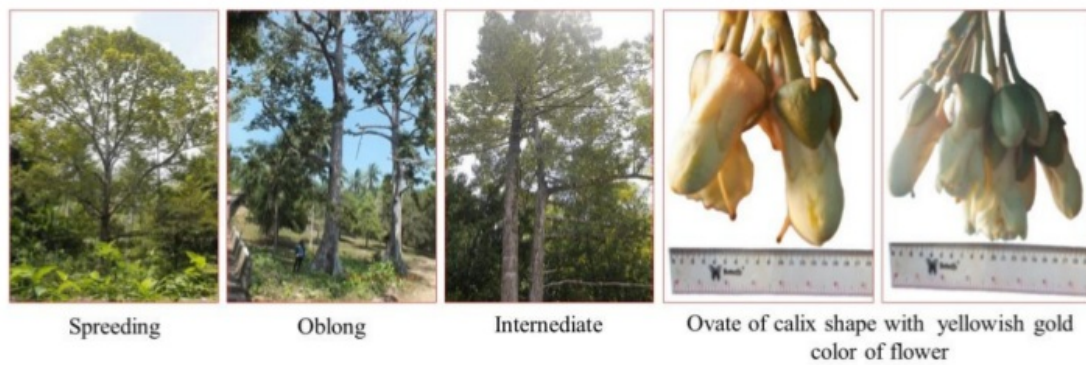 Spreeding
Oblong
Internediate
Ovate of calix shape with yellowish gold
color of flower